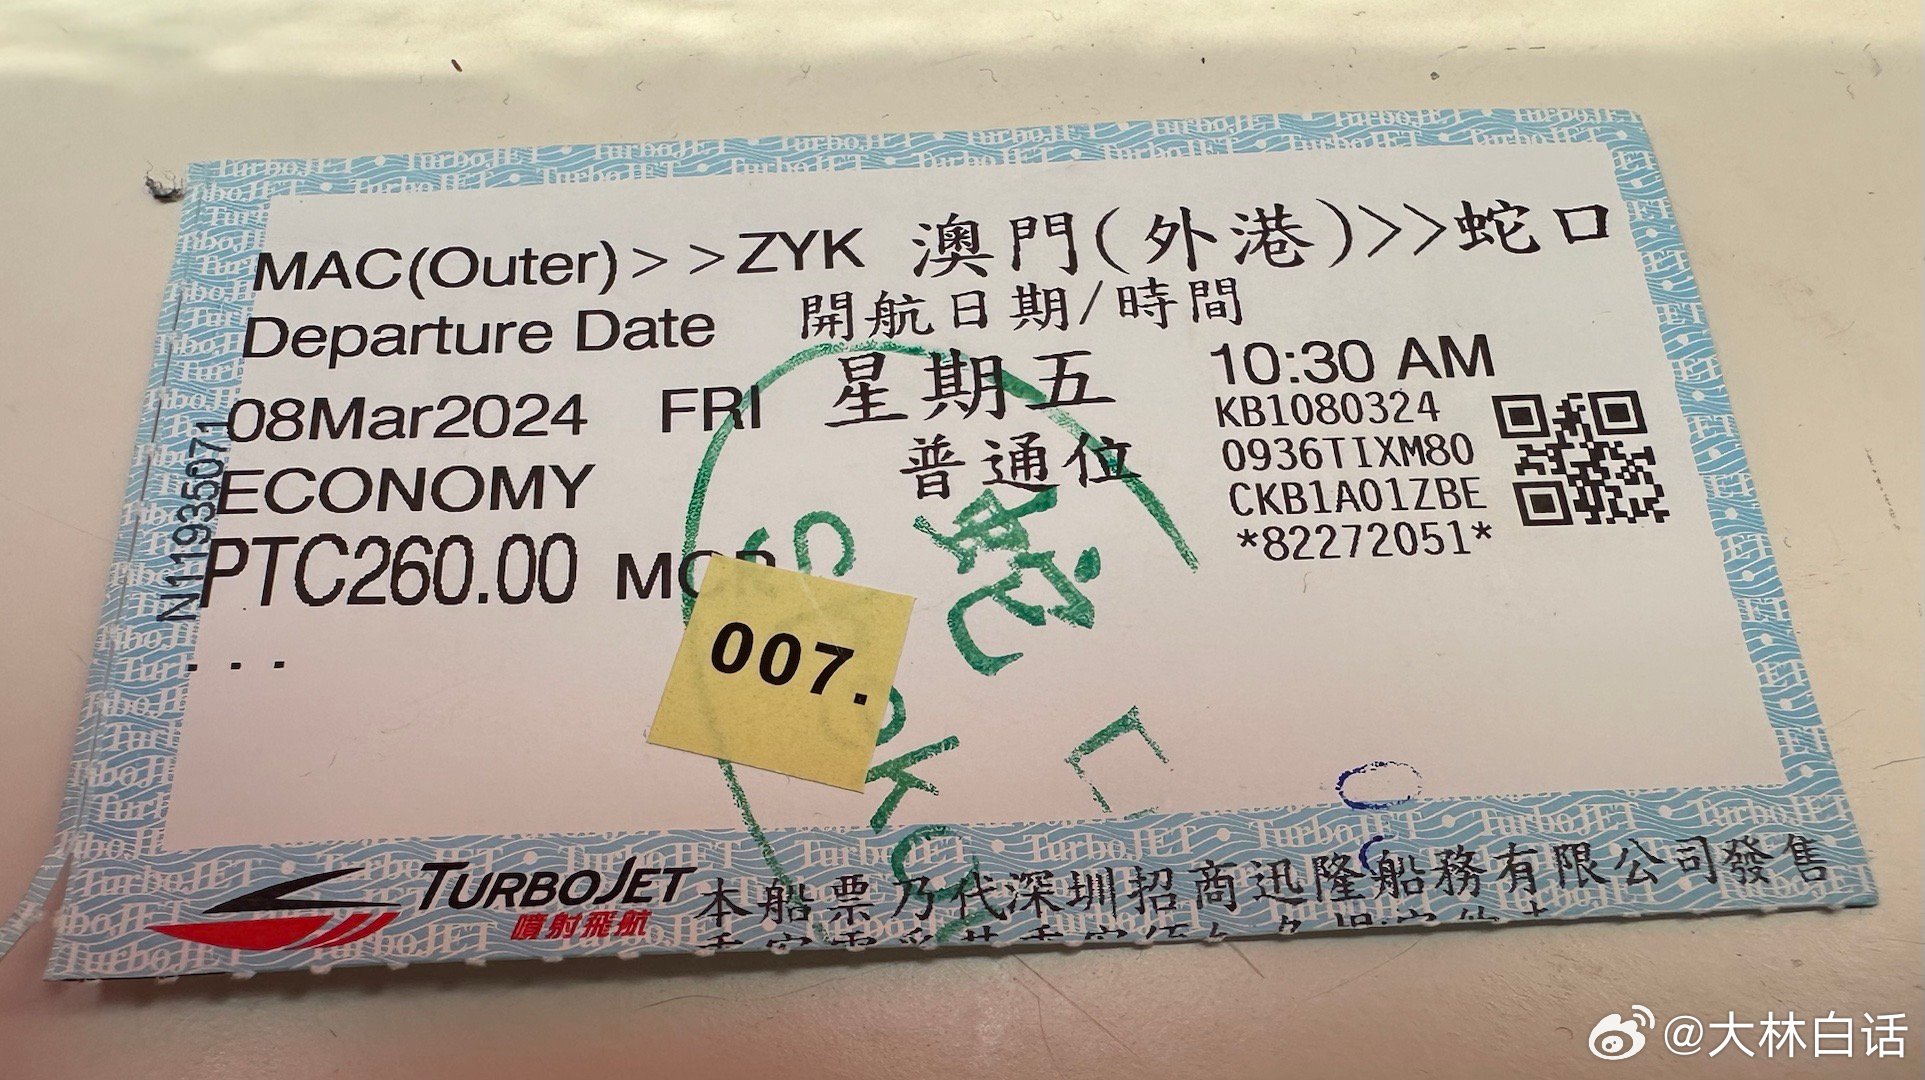 MAC(Outer)>>ZYK 澳門(外港)>>蛇口
Departure Date 開航日期/時間
08Mar2024 FRI 星期五 10:30 AM
ECONOMY 普通位
KB1080324
0936TIXM80
CKB1A01ZBE
*82272051*
PTC260.00
...
N11935071
007.
蛇口
TURBOJET
噴射飛航
本船票乃代深圳招商迅隆船務有限公司發售
@大林白话